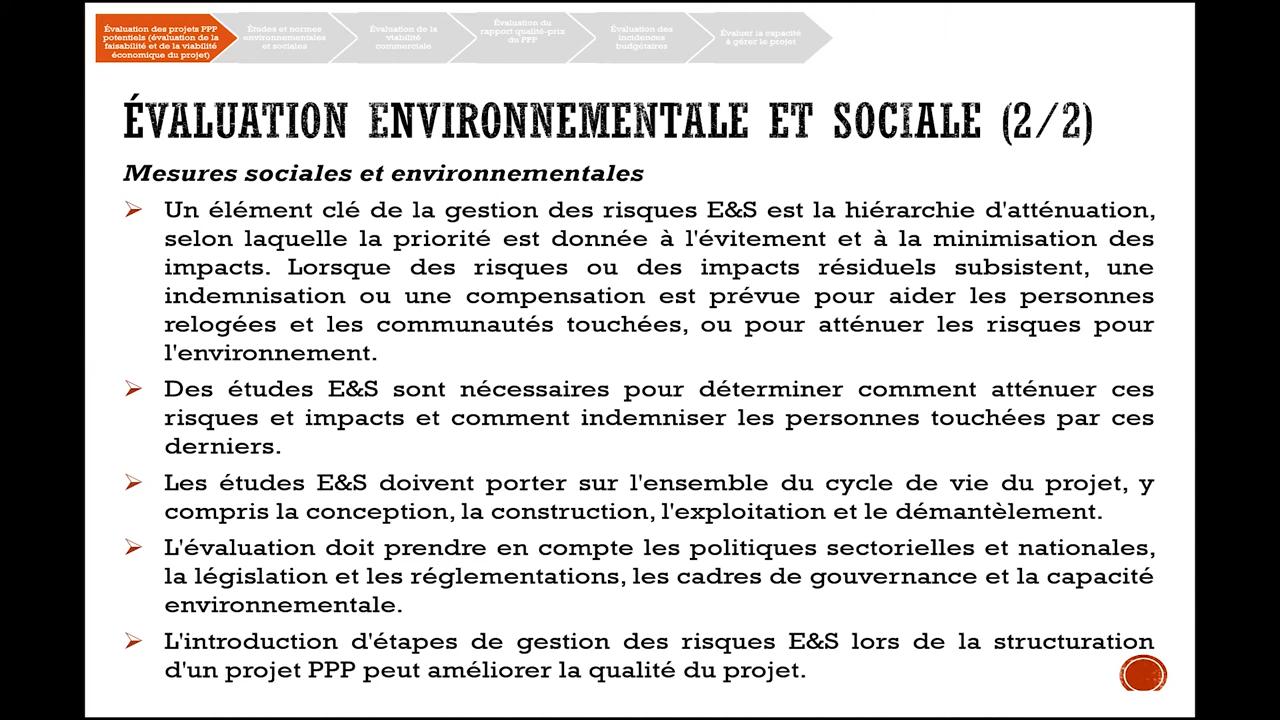 Évaluation des projets PPP
potentiels (évaluation de la
faisabilité et de la viabilité
économique du projet)
Études et normes
environnementales
et sociales
Évaluation de la
viabilité
commerciale
Évaluation du
rapport qualité-prix
du PPP
Évaluation des
incidences
budgétaires
Évaluer la capacité
à gérer le projet
ÉVALUATION ENVIRONNEMENTALE ET SOCIALE (2/2)
Mesures sociales et environnementales
Un élément clé de la gestion des risques E&S est la hiérarchie d'atténuation,
selon laquelle la priorité est donnée à l'évitement et à la minimisation des
impacts. Lorsque des risques ou des impacts résiduels subsistent, une
indemnisation ou une compensation est prévue pour aider les personnes
relogées et les communautés touchées, ou pour atténuer les risques pour
l'environnement.
Des études E&S sont nécessaires pour déterminer comment atténuer ces
risques et impacts et comment indemniser les personnes touchées par ces
derniers.
Les études E&S doivent porter sur l'ensemble du cycle de vie du projet, y
compris la conception, la construction, l'exploitation et le démantèlement.
L'évaluation doit prendre en compte les politiques sectorielles et nationales,
la législation et les réglementations, les cadres de gouvernance et la capacité
environnementale.
L'introduction d'étapes de gestion des risques E&S lors de la structuration
d'un projet PPP peut améliorer la qualité du projet.